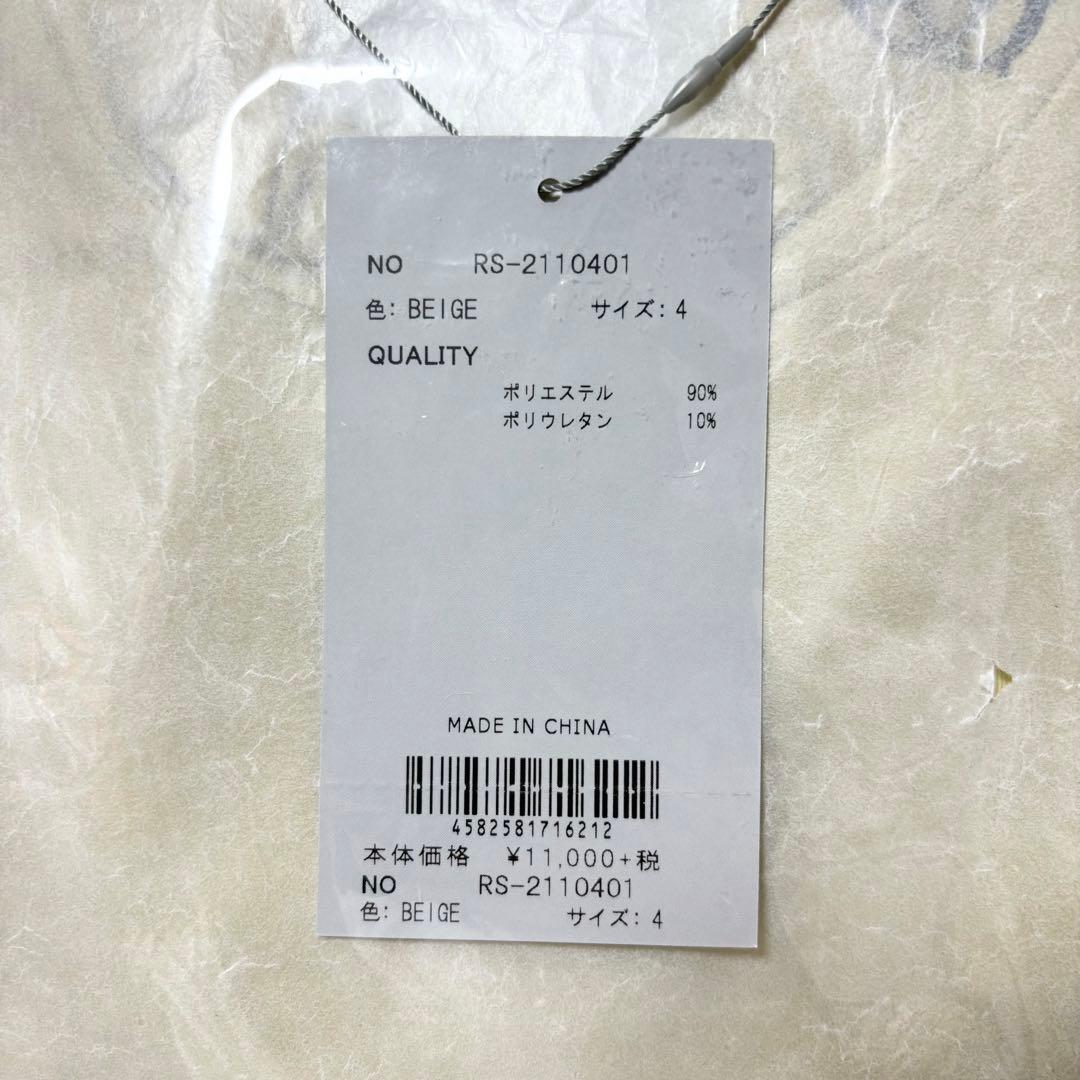 NO RS-2110401
色: BEIGE サイズ: 4
QUALITY
ポリエステル 90%
ポリウレタン 10%
MADE IN CHINA
4582581716212
本体価格 ¥11,000+税
NO RS-2110401
色: BEIGE サイズ: 4